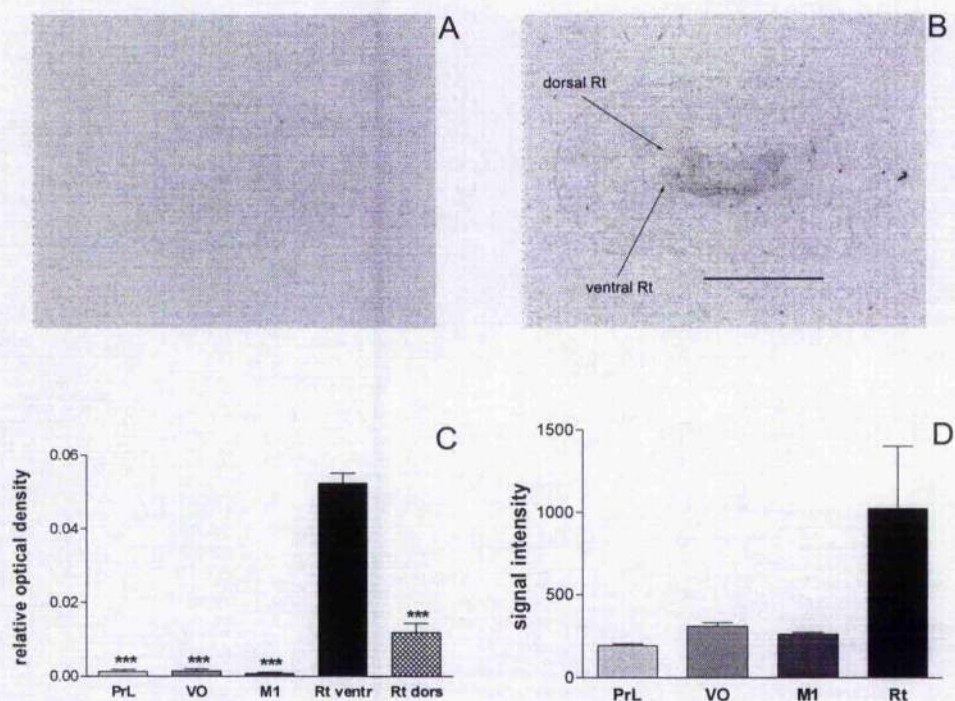 A
B
dorsal Rt
ventral Rt
C
relative optical density
0.06
0.04
0.02
0.00
***
***
***
***
PrL
VO
M1
Rt ventr
Rt dors
D
signal intensity
1500
1000
500
0
PrL
VO
M1
Rt